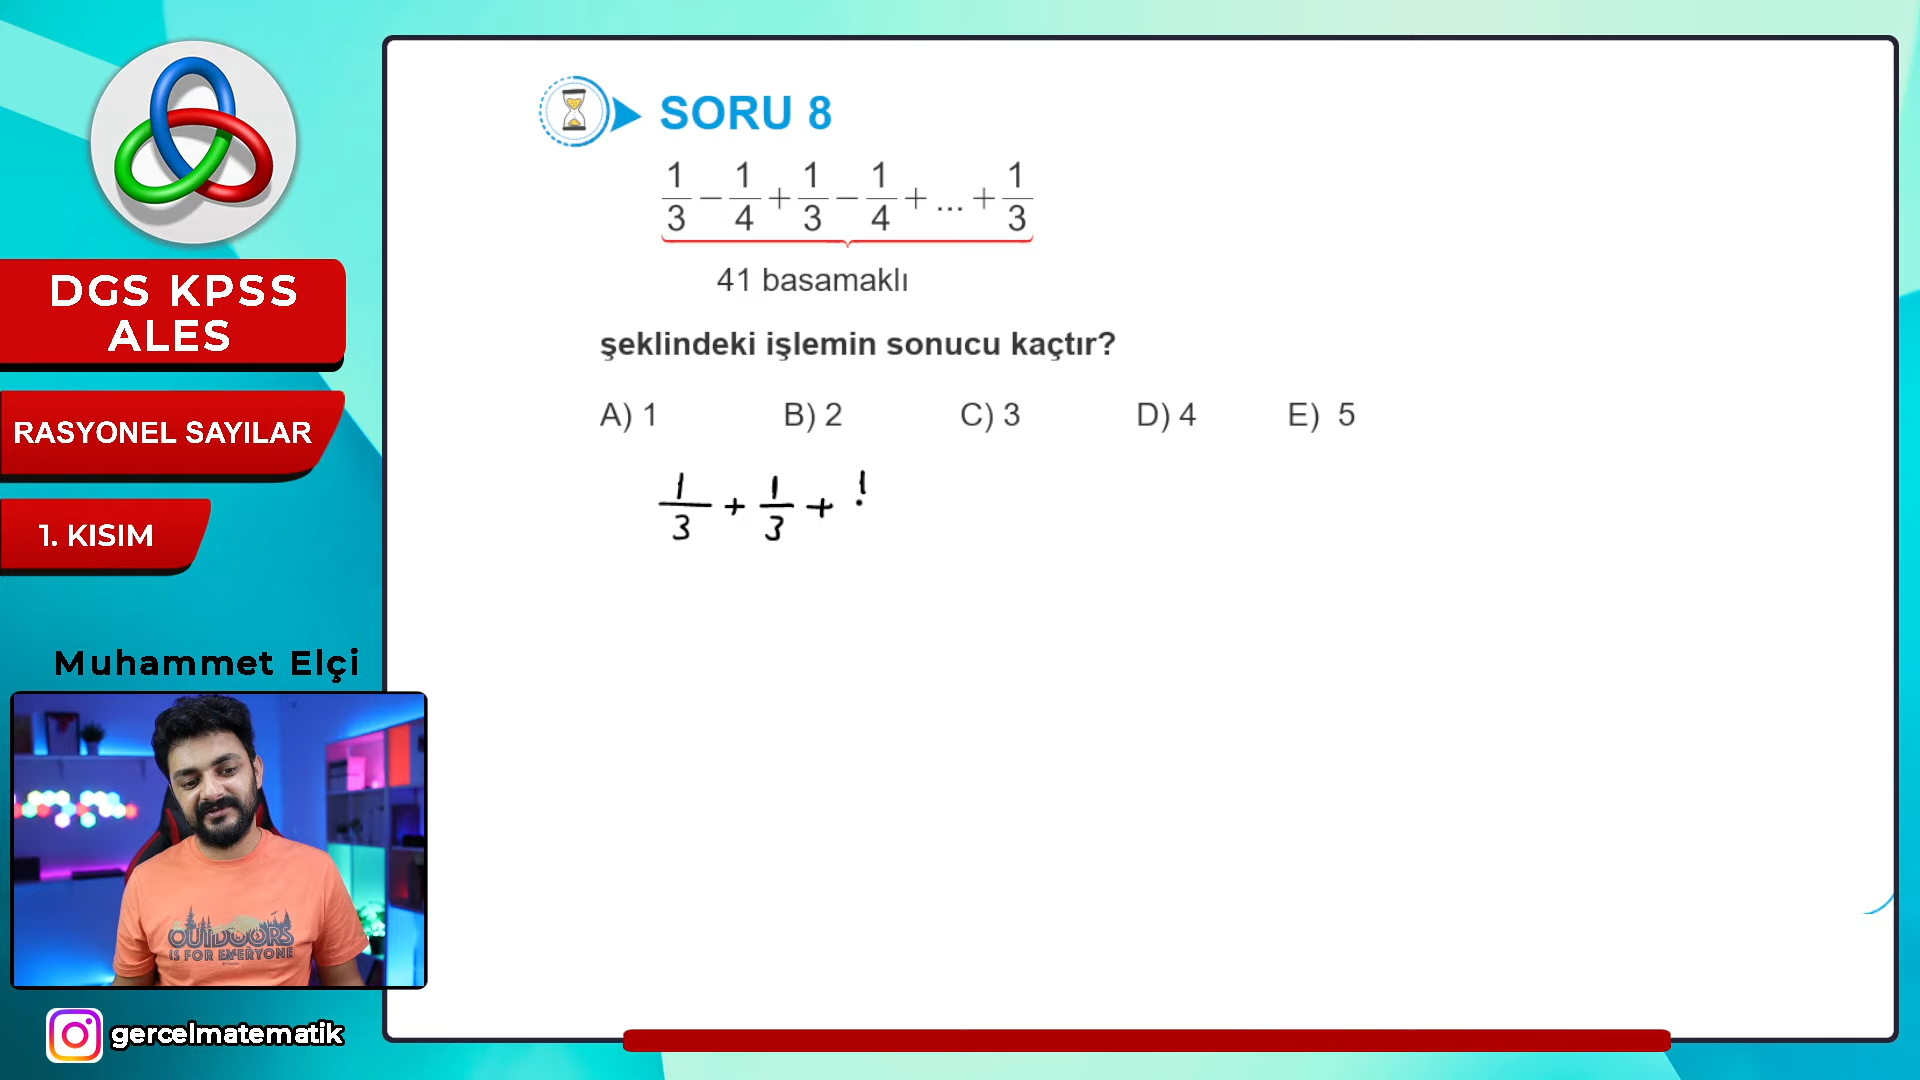 SORU 8
1/3 − 1/4 + 1/3 − 1/4 + ... + 1/3
41 basamaklı
şeklindeki işlemin sonucu kaçtır?
A) 1 B) 2 C) 3 D) 4 E) 5
1/3 + 1/3 + 1
DGS KPSS
ALES
RASYONEL SAYILAR
1. KISIM
Muhammet Elçi
OUTDOORS
IS FOR EVERYONE
gercelmatematik